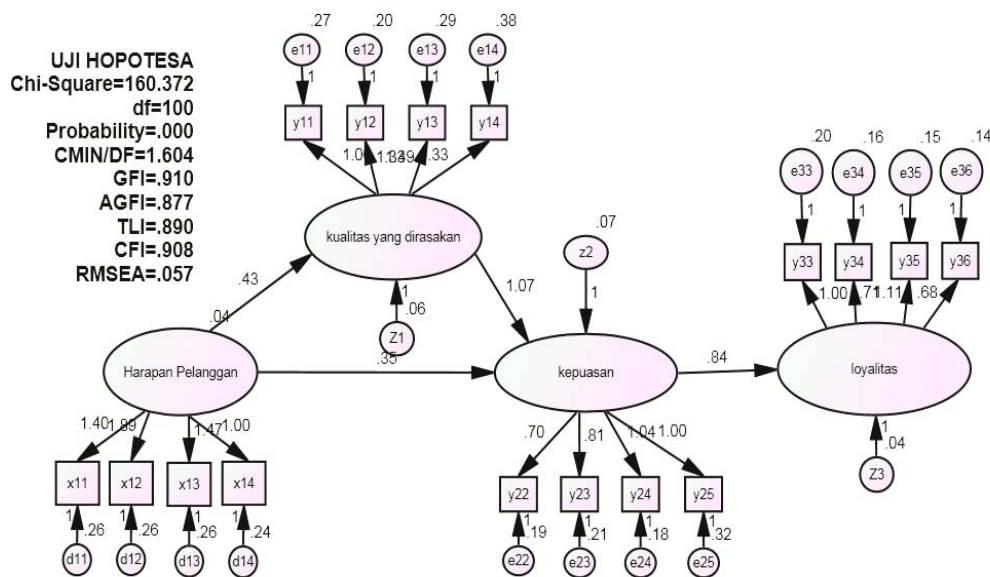 UJI HOPOTESA
Chi-Square=160.372
df=100
Probability=.000
CMIN/DF=1.604
GFI=.910
AGFI=.877
TLI=.890
CFI=.908
RMSEA=.057
.27 .20 .29 .38
e11 e12 e13 e14
1 1 1 1
y11 y12 y13 y14
.33
kualitas yang dirasakan
1
.06
Z1
.43
.04
Harapan Pelanggan
.35
1.07
.07
z2
1
kepuasan
.84
.20 .16 .15 .14
e33 e34 e35 e36
1 1 1 1
y33 y34 y35 y36
1.00 .71 1.11 .68
loyalitas
1
.04
Z3
1.40 1.47 1.00
x11 x12 x13 x14
1 1 1 1
.26 .26 .26 .24
d11 d12 d13 d14
.70 .81 1.04 1.00
y22 y23 y24 y25
1 1 1 1
.19 .21 .18 .32
e22 e23 e24 e25